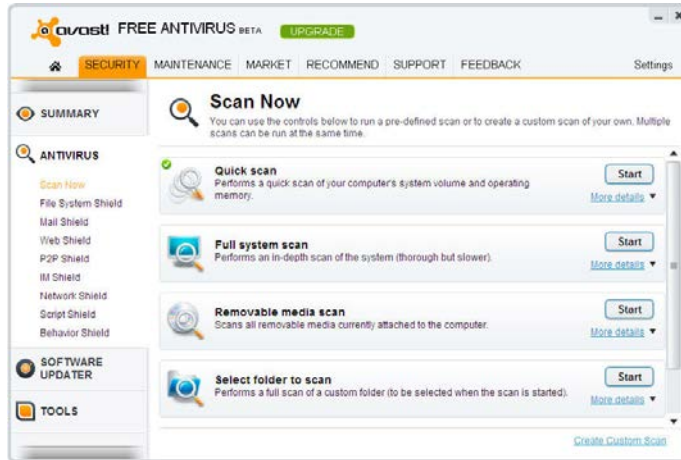 avast! FREE ANTIVIRUS BETA UPGRADE
SECURITY MAINTENANCE MARKET RECOMMEND SUPPORT FEEDBACK Settings
SUMMARY
ANTIVIRUS
Scan Now
File System Shield
Mail Shield
Web Shield
P2P Shield
IM Shield
Network Shield
Script Shield
Behavior Shield
SOFTWARE
UPDATER
TOOLS
Scan Now
You can use the controls below to run a pre-defined scan or to create a custom scan of your own. Multiple
scans can be run at the same time.
Quick scan
Performs a quick scan of your computer's system volume and operating
memory.
Start
More details
Full system scan
Performs an in-depth scan of the system (thorough but slower).
Start
More details
Removable media scan
Scans all removable media currently attached to the computer.
Start
More details
Select folder to scan
Performs a full scan of a custom folder (to be selected when the scan is started).
Start
More details
Create Custom Scan